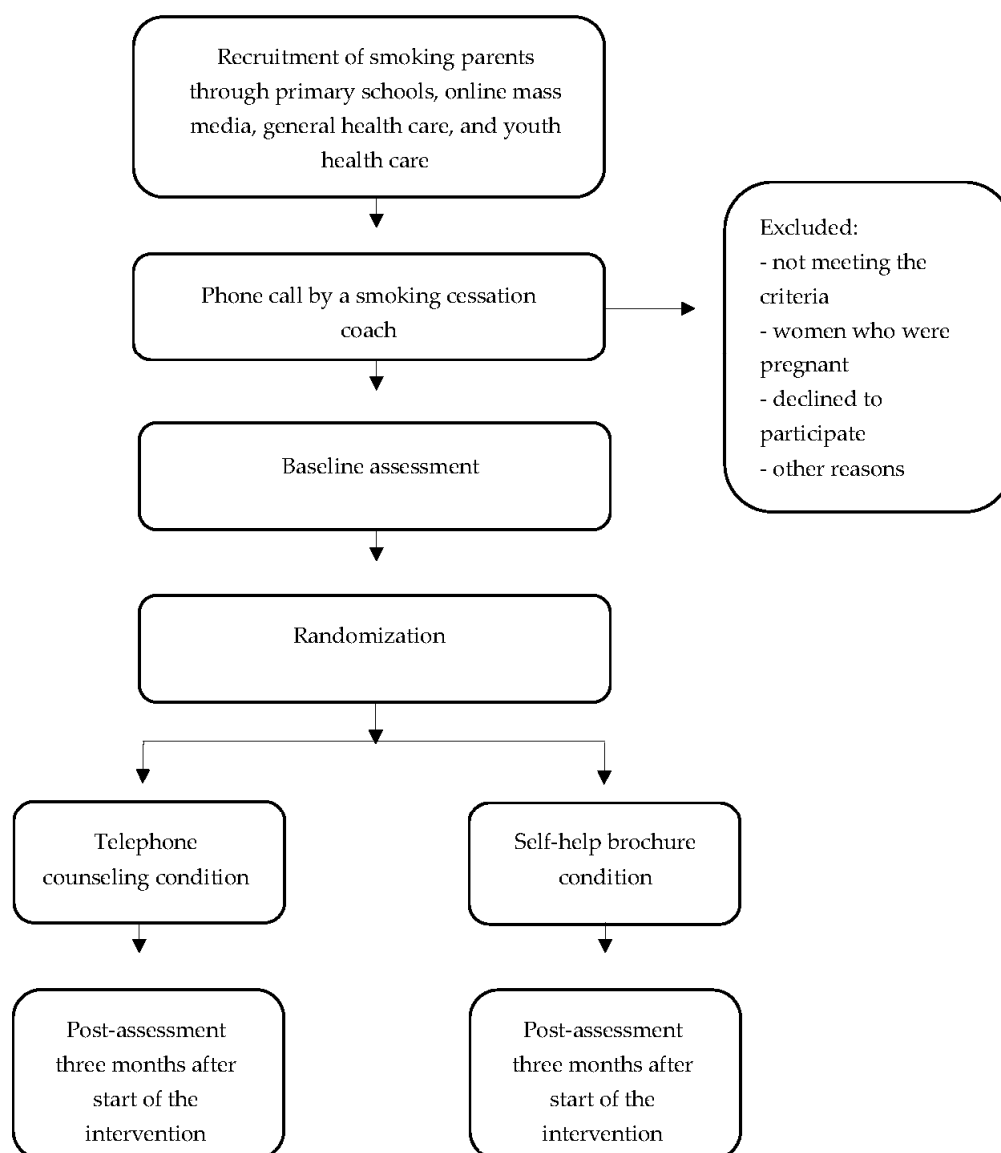 Recruitment of smoking parents
through primary schools, online mass
media, general health care, and youth
health care
Excluded:
- not meeting the
criteria
- women who were
pregnant
- declined to
participate
- other reasons
Phone call by a smoking cessation
coach
Baseline assessment
Randomization
Telephone
counseling condition
Self-help brochure
condition
Post-assessment
three months after
start of the
intervention
Post-assessment
three months after
start of the
intervention